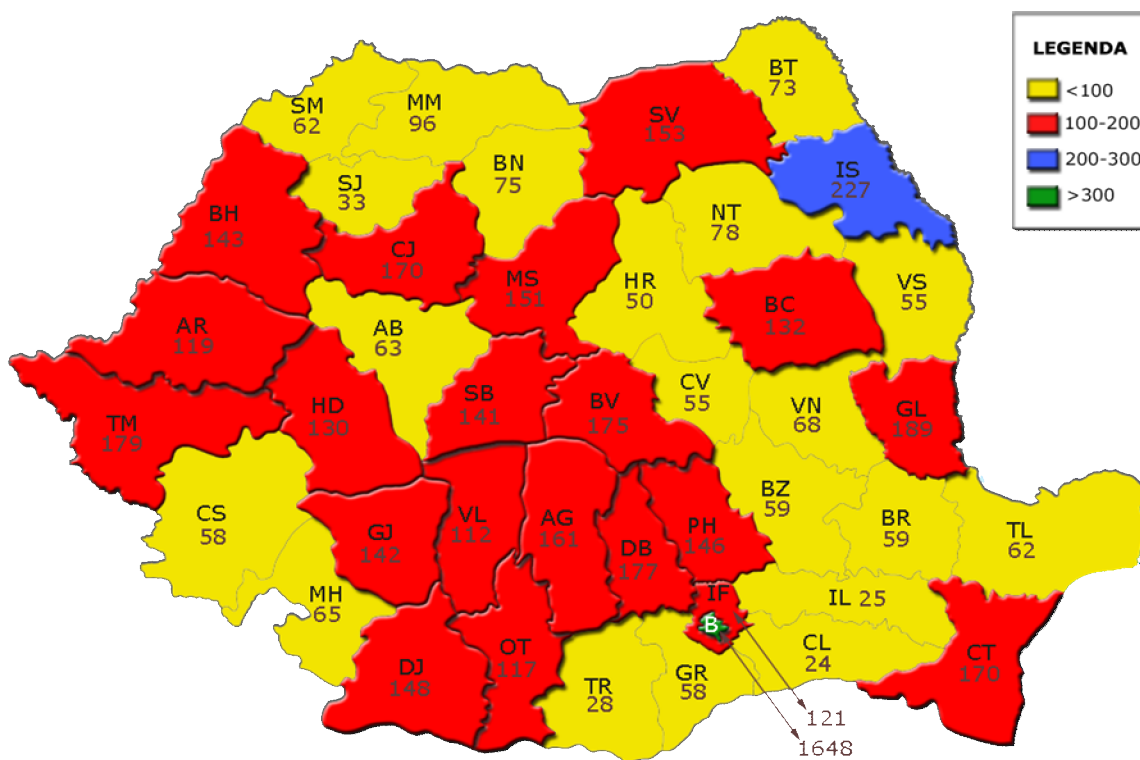 LEGENDA
<100
100-200
200-300
>300
BT
73
SM
62
MM
96
SV
153
IS
227
BN
75
SJ
33
BH
143
NT
78
CJ
170
MS
151
HR
50
BC
132
VS
55
AR
119
AB
63
TM
179
HD
130
SB
141
BV
175
CV
55
VN
68
GL
189
CS
58
GJ
142
VL
112
AG
161
DB
177
PH
146
BZ
59
BR
59
TL
62
MH
65
IF
B
IL 25
CL
24
CT
170
DJ
148
OT
117
TR
28
GR
58
121
1648